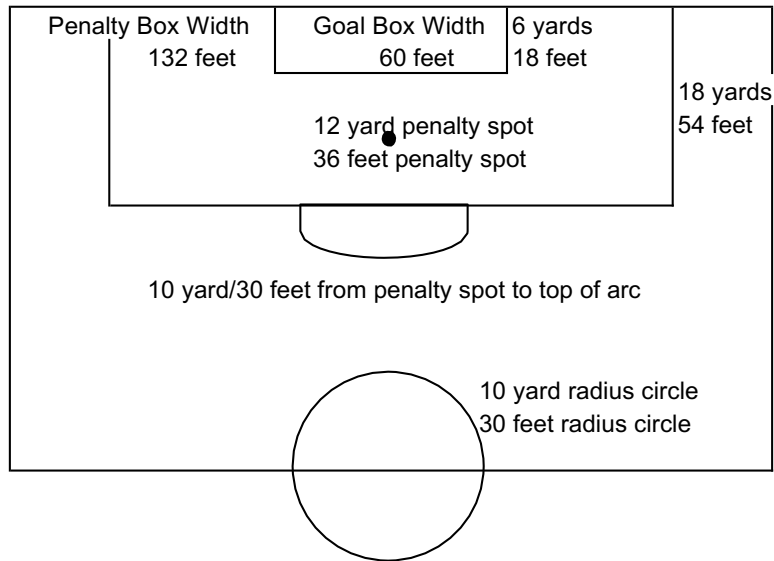 Penalty Box Width
132 feet
Goal Box Width
60 feet
6 yards
18 feet
18 yards
54 feet
12 yard penalty spot
36 feet penalty spot
10 yard/30 feet from penalty spot to top of arc
10 yard radius circle
30 feet radius circle